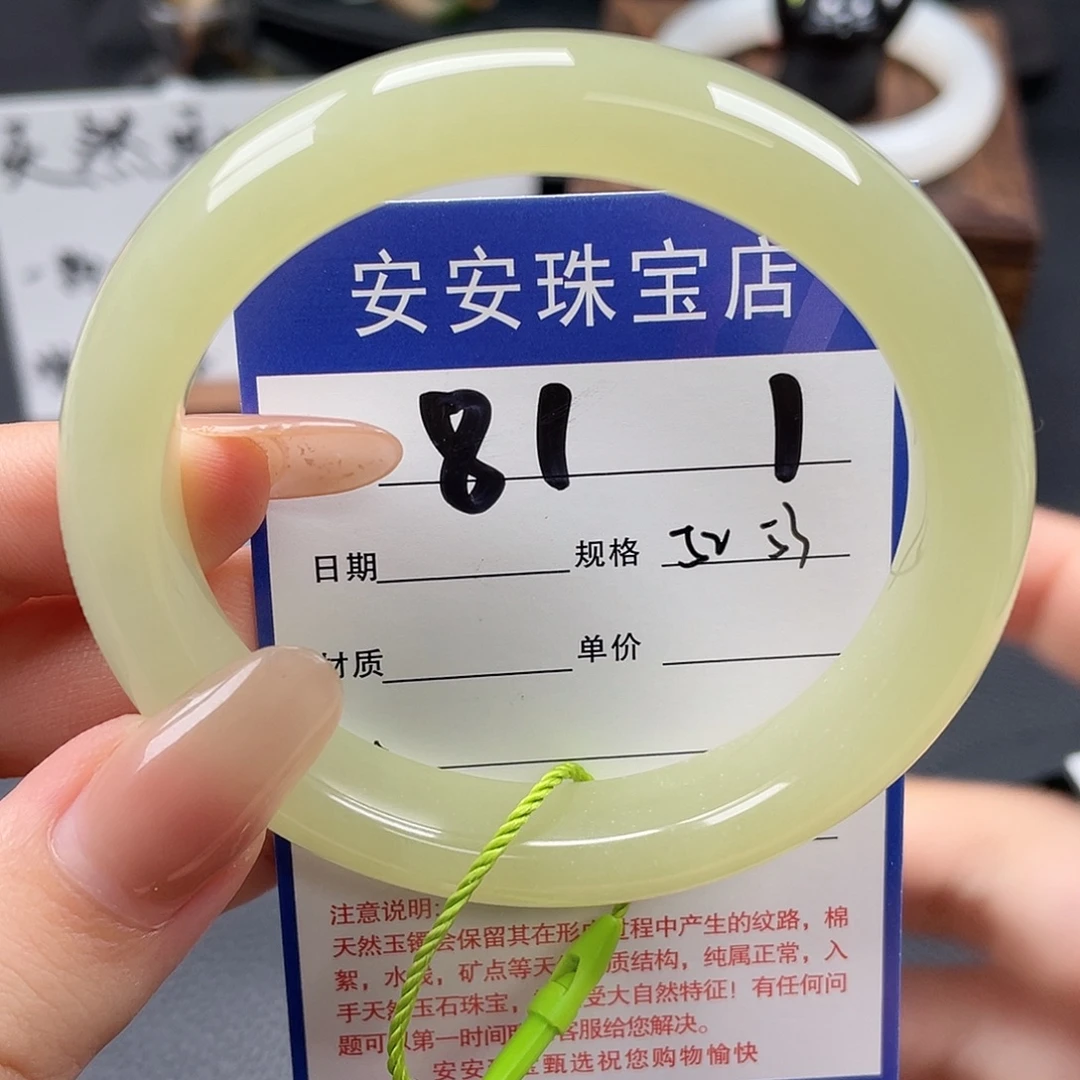 天然
安安珠宝店
81 1
日期 规格 52 53
材质 单价
注意说明:
天然玉镯会保留其在形成过程中产生的纹路，棉
絮，水线，矿点等天 质结构，纯属正常，入
手天然玉石珠宝， 受大自然特征！有任何问
题可以第一时间联 客服给您解决。
安安珠宝甄选祝您购物愉快